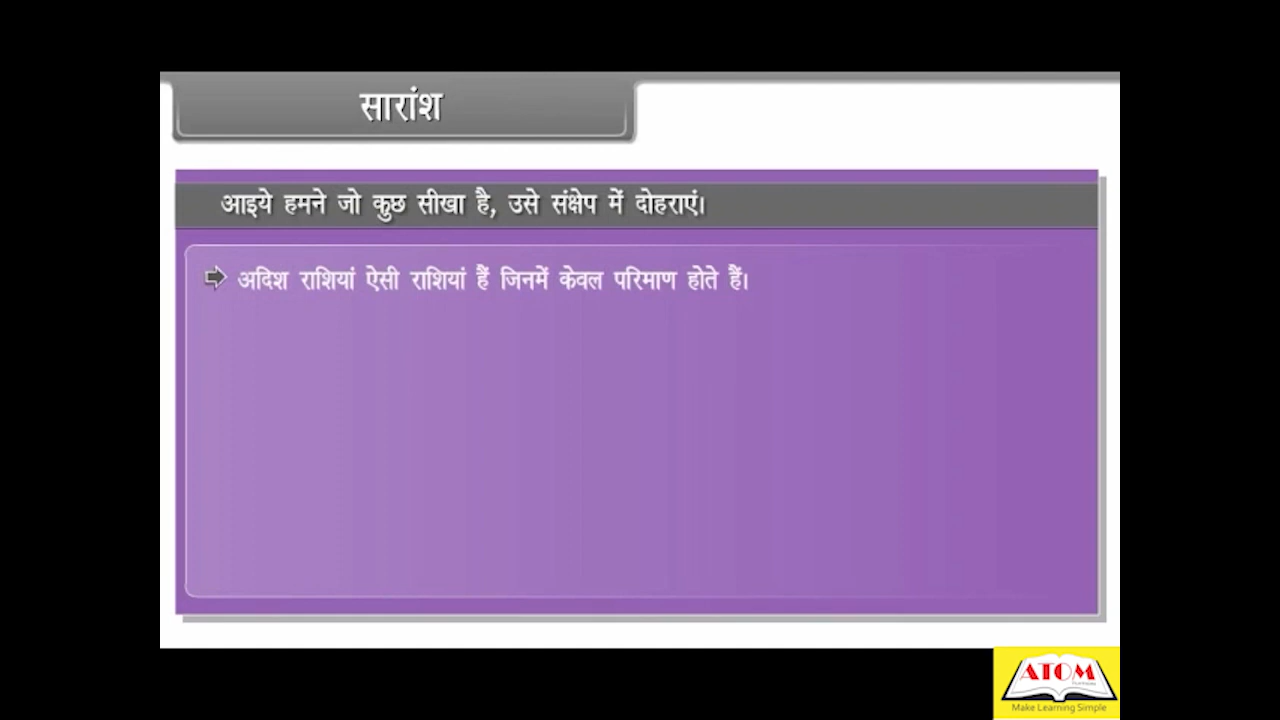 सारांश
आइये हमने जो कुछ सीखा है, उसे संक्षेप में दोहराएं।
अदिश राशियां ऐसी राशियां हैं जिनमें केवल परिमाण होते हैं।
ATOM
Make Learning Simple